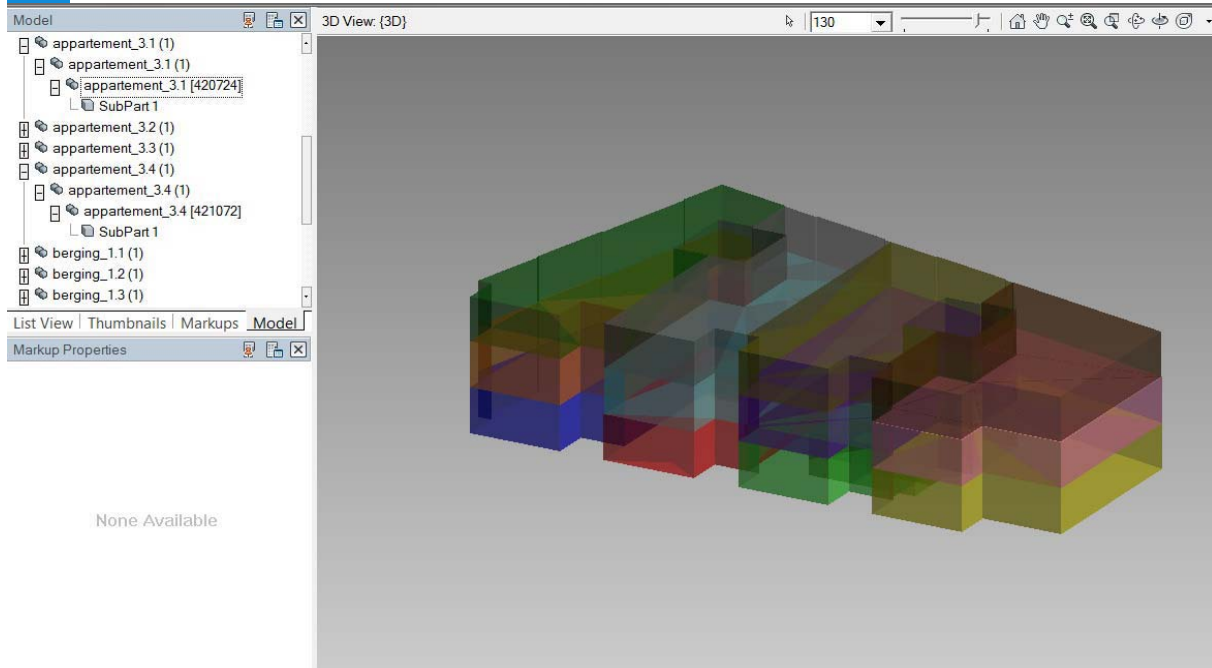 Model
3D View: {3D}
130
appartement_3.1 (1)
appartement_3.1 (1)
appartement_3.1 [420724]
SubPart 1
appartement_3.2 (1)
appartement_3.3 (1)
appartement_3.4 (1)
appartement_3.4 (1)
appartement_3.4 [421072]
SubPart 1
berging_1.1 (1)
berging_1.2 (1)
berging_1.3 (1)
List View Thumbnails Markups Model
Markup Properties
None Available